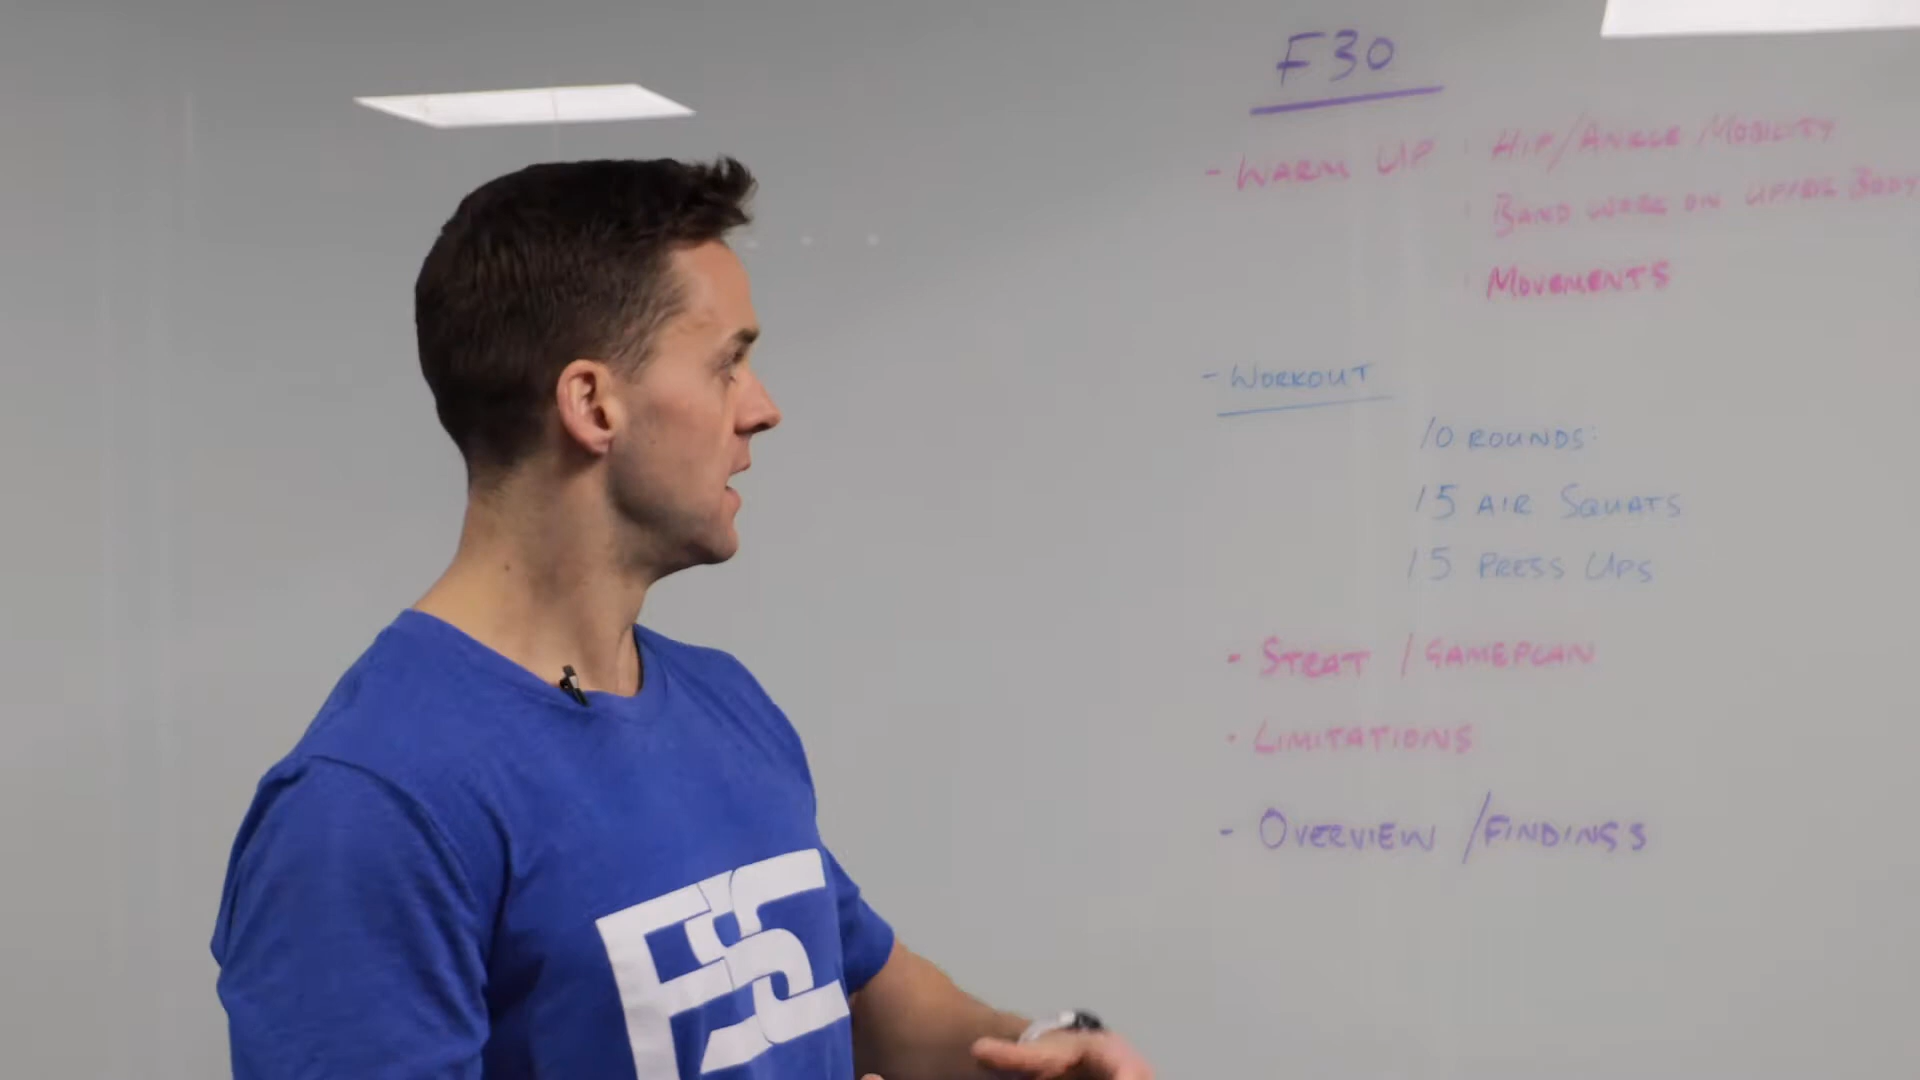 F30
- WARM UP · HIP/ANKLE MOBILITY
· BAND WORK ON UPPER BODY
· MOVEMENTS
- WORKOUT
10 ROUNDS:
15 AIR SQUATS
15 PRESS UPS
- STRAT / GAMEPLAN
· LIMITATIONS
- OVERVIEW / FINDINGS
FSC